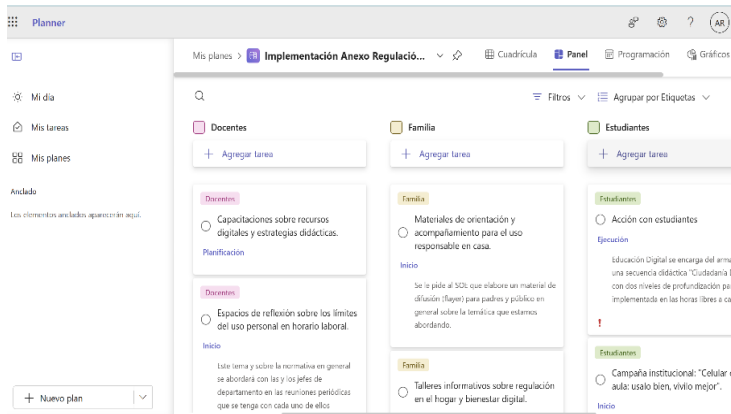 Planner
AR
Mis planes > Implementación Anexo Regulació...
Cuadrícula
Panel
Programación
Gráficos
Mi día
Mis tareas
Mis planes
Anclado
Los elementos anclados aparecerán aquí.
Nuevo plan
Filtros
Agrupar por Etiquetas
Docentes
Agregar tarea
Docentes
Capacitaciones sobre recursos
digitales y estrategias didácticas.
Planificación
Docentes
Espacios de reflexión sobre los límites
del uso personal en horario laboral.
Inicio
Este tema y sobre la normativa en general
se abordará con las y los jefes de
departamento en las reuniones periódicas
que se tenga con cada uno de ellos
Familia
Agregar tarea
Familia
Materiales de orientación y
acompañamiento para el uso
responsable en casa.
Inicio
Se le pide al SOE que elabore un material de
difusión (flayer) para padres y público en
general sobre la temática que estamos
abordando.
Familia
Talleres informativos sobre regulación
en el hogar y bienestar digital.
Estudiantes
Agregar tarea
Estudiantes
Acción con estudiantes
Ejecución
Educación Digital se encarga del arma
una secuencia didáctica "Ciudadanía
con dos niveles de profundización pa
implementada en las horas libres a ca
!
Estudiantes
Campaña institucional: "Celular
aula: usalo bien, vivilo mejor".
Inicio